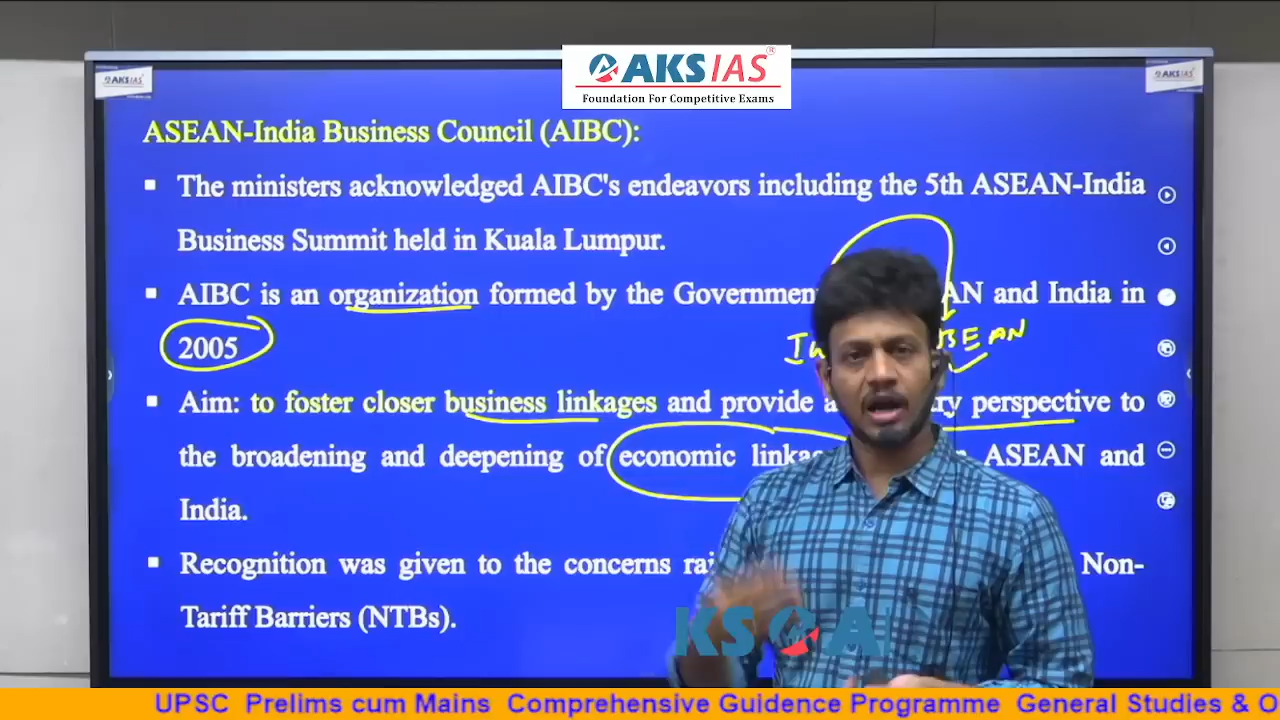 AKS IAS®
Foundation For Competitive Exams
AKS IAS
AKS IAS
ASEAN-India Business Council (AIBC):
▪ The ministers acknowledged AIBC's endeavors including the 5th ASEAN-India
Business Summit held in Kuala Lumpur.
▪ AIBC is an organization formed by the AN and India in
2005
▪ Aim: to foster closer business linkages and provide perspective to
the broadening and deepening of economic ASEAN and
India.
▪ Recognition was given to the concerns Non-
Tariff Barriers (NTBs).
UPSC Prelims cum Mains Comprehensive Guidence Programme General Studies & O